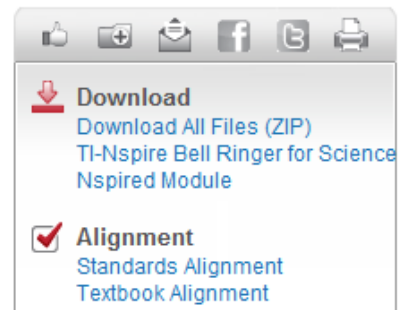 Download
Download All Files (ZIP)
TI-Nspire Bell Ringer for Science
Nspired Module
Alignment
Standards Alignment
Textbook Alignment